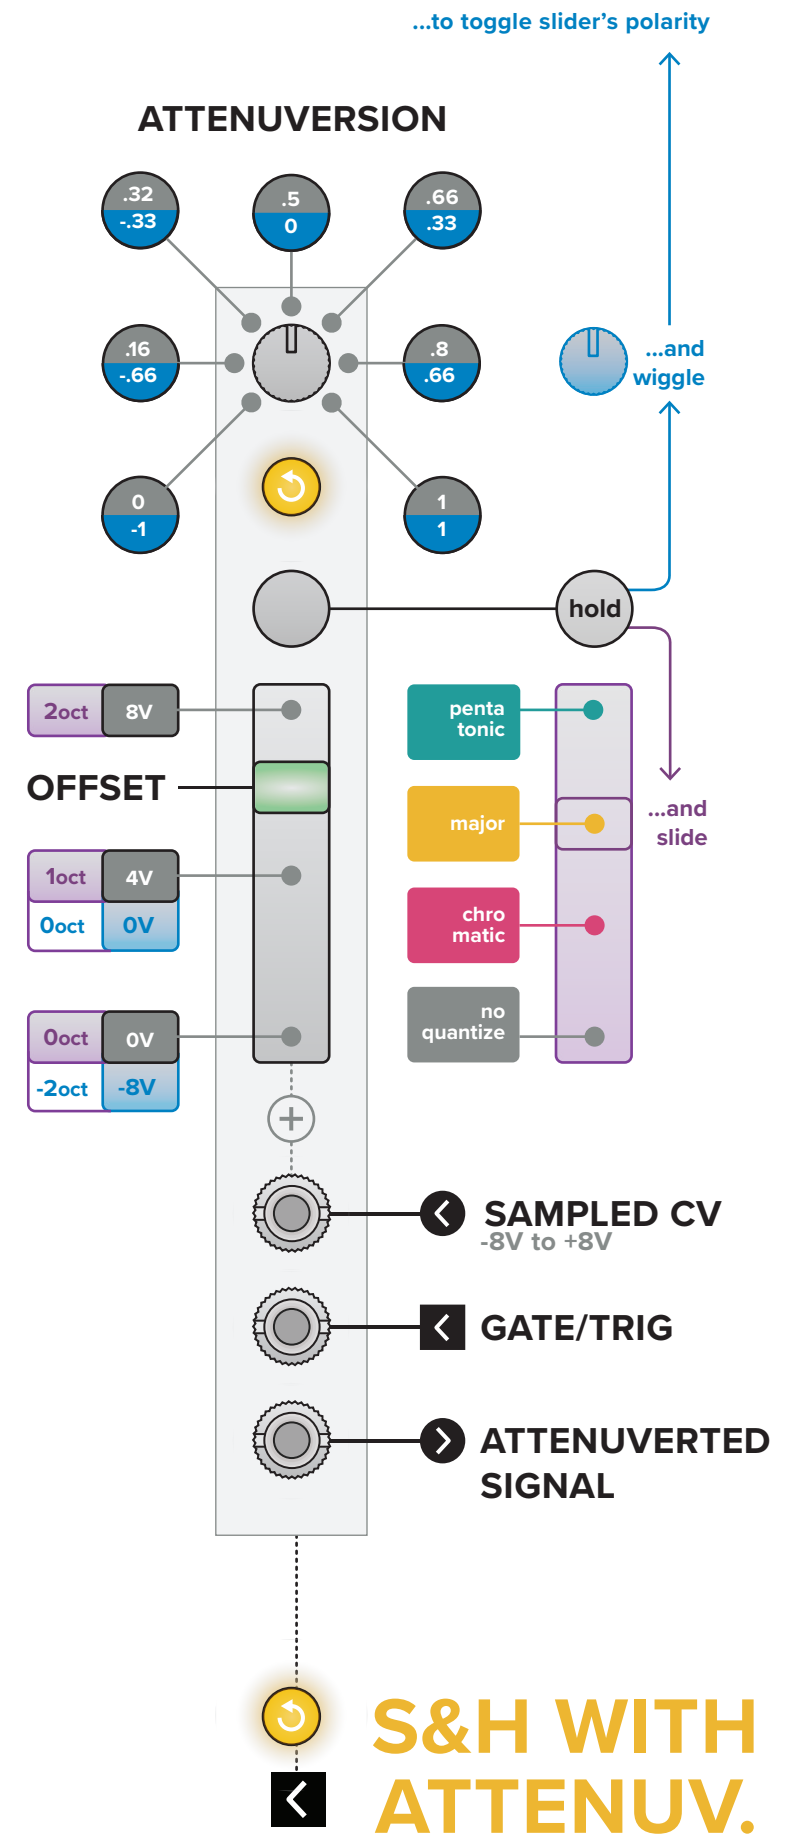 ...to toggle slider's polarity
ATTENUVERSION
.32
-.33
.5
0
.66
.33
.16
-.66
.8
.66
...and
wiggle
0
-1
1
1
hold
2oct 8V
OFFSET
1oct 4V
0oct 0V
0oct 0V
-2oct -8V
penta
tonic
major
chro
matic
no
quantize
...and
slide
SAMPLED CV
-8V to +8V
GATE/TRIG
ATTENUVERTED
SIGNAL
S&H WITH
ATTENUV.